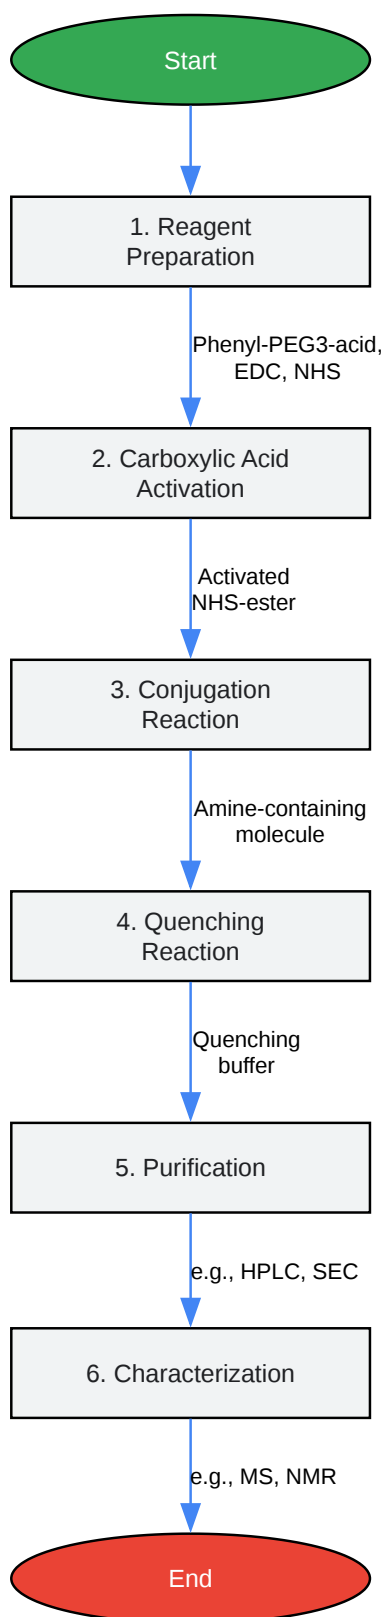 Start
1. Reagent
Preparation
Phenyl-PEG3-acid,
EDC, NHS
2. Carboxylic Acid
Activation
Activated
NHS-ester
3. Conjugation
Reaction
Amine-containing
molecule
4. Quenching
Reaction
Quenching
buffer
5. Purification
e.g., HPLC, SEC
6. Characterization
e.g., MS, NMR
End